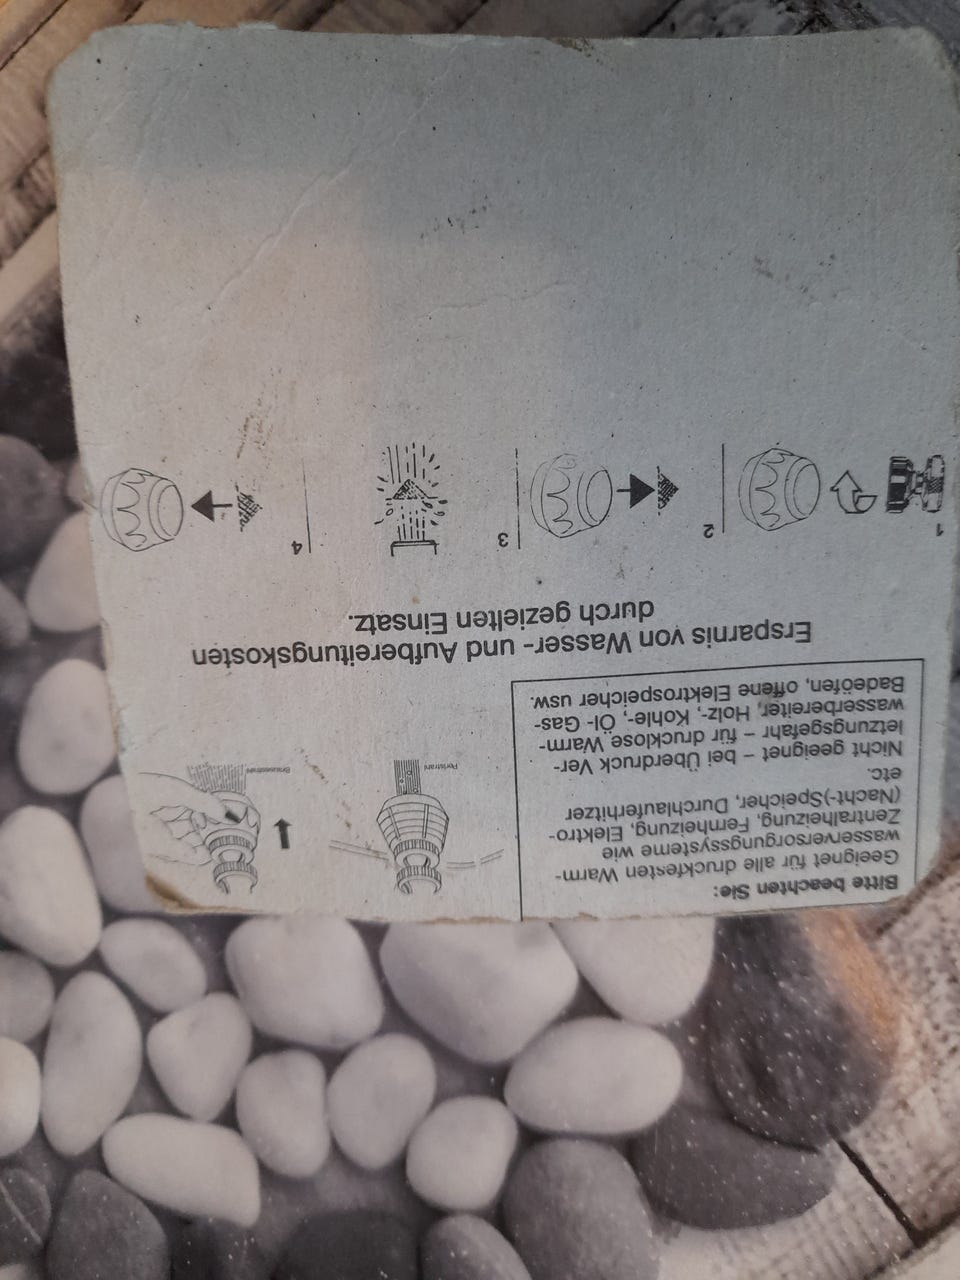 Bitte beachten Sie:
Geeignet für alle druckfesten Warm-
wasserversorgungssysteme wie
Zentralheizung, Fernheizung, Elektro-
(Nacht-)Speicher, Durchlauferhitzer
etc.
Nicht geeignet – bei Überdruck Ver-
letzungsgefahr – für drucklose Warm-
wasserbereiter, Holz-, Kohle-, Öl- Gas-
Badeöfen, offene Elektrospeicher usw.
Perlstrahl
Brausestrahl
Ersparnis von Wasser- und Aufbereitungskosten
durch gezielten Einsatz.
1
2
3
4